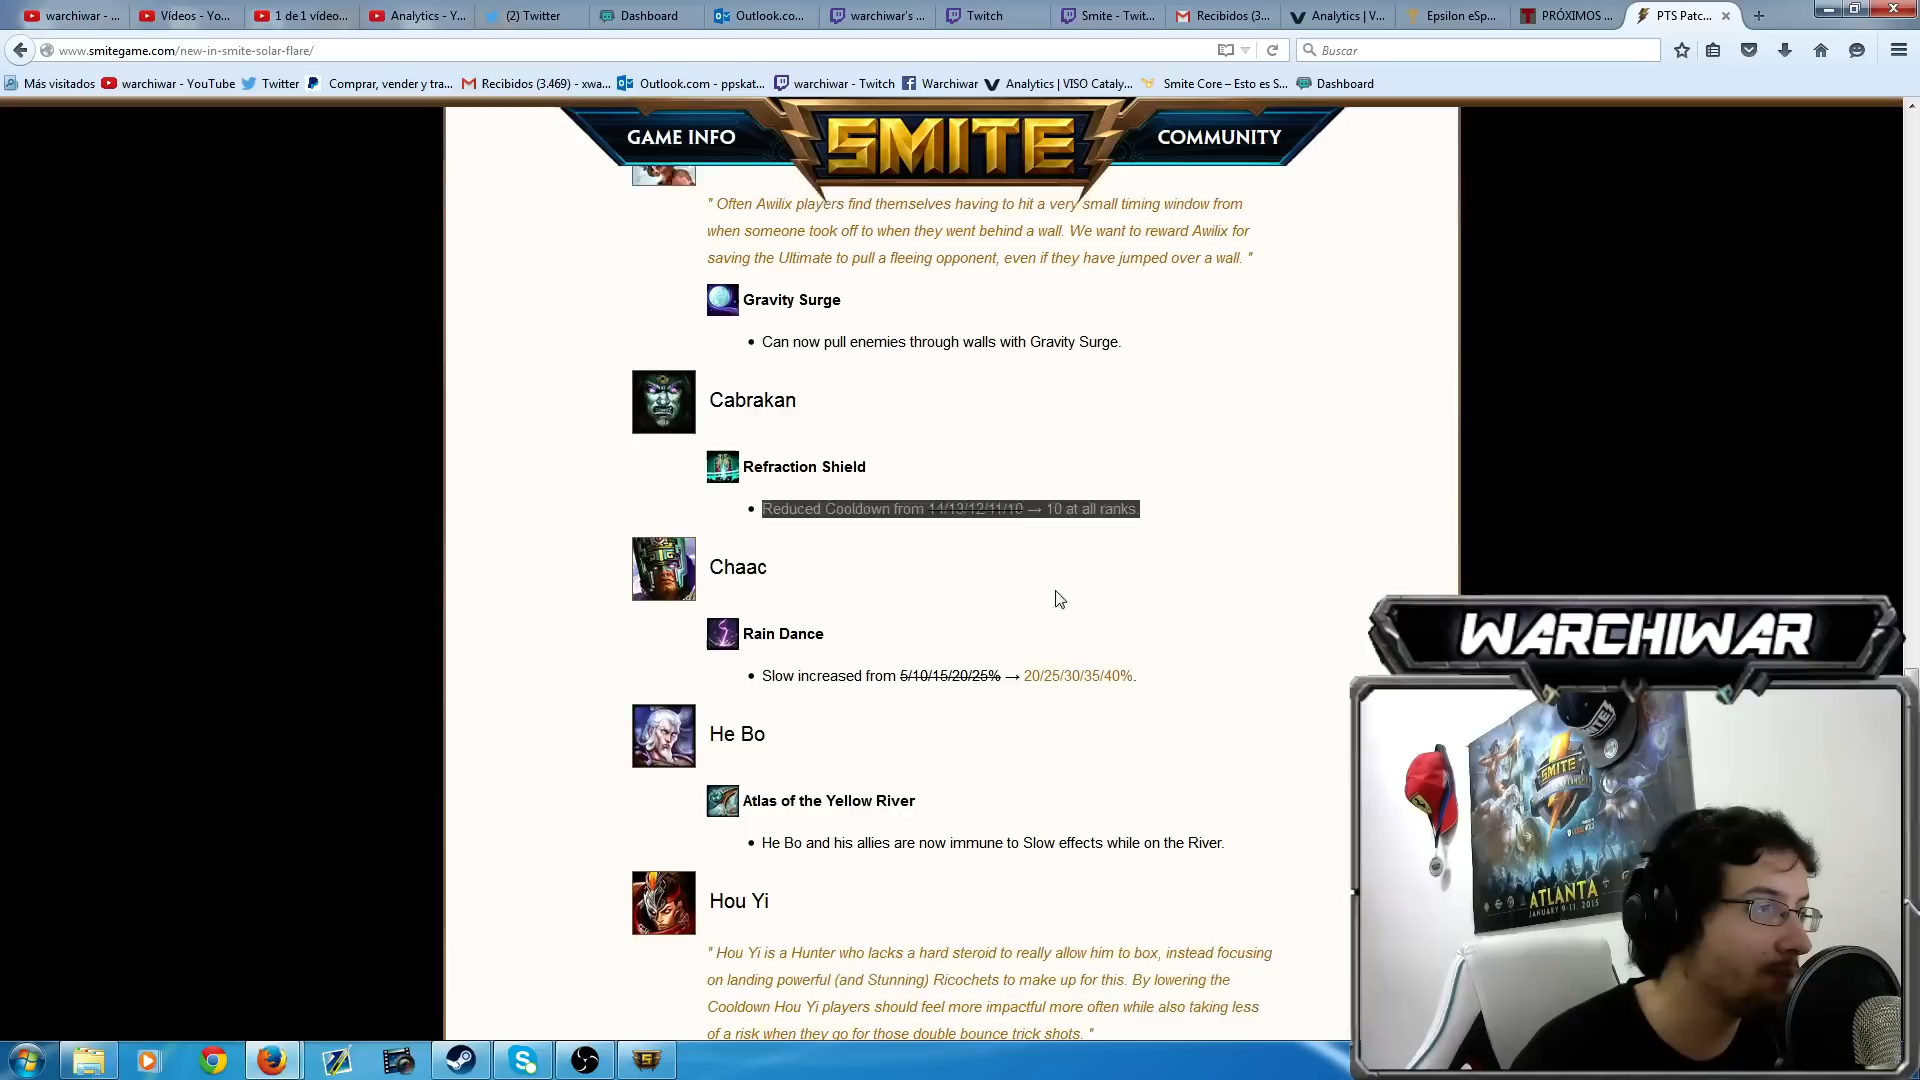 warchiwar - ...
Vídeos - Yo...
1 de 1 vídeo...
Analytics - Y...
(2) Twitter
Dashboard
Outlook.co...
warchiwar's ...
Twitch
Smite - Twit...
Recibidos (3...
Analytics | V...
Epsilon eSp...
PRÓXIMOS ...
PTS Patc...
www.smitegame.com/new-in-smite-solar-flare/
Buscar
Más visitados
warchiwar - YouTube
Twitter
Comprar, vender y tra...
Recibidos (3.469) - xwa...
Outlook.com - ppskat...
warchiwar - Twitch
Warchiwar
Analytics | VISO Cataly...
Smite Core – Esto es S...
Dashboard
GAME INFO
SMITE
COMMUNITY
" Often Awilix players find themselves having to hit a very small timing window from
when someone took off to when they went behind a wall. We want to reward Awilix for
saving the Ultimate to pull a fleeing opponent, even if they have jumped over a wall. "
Gravity Surge
• Can now pull enemies through walls with Gravity Surge.
Cabrakan
Refraction Shield
• Reduced Cooldown from 14/13/12/11/10 → 10 at all ranks.
Chaac
Rain Dance
• Slow increased from 5/10/15/20/25% → 20/25/30/35/40%.
He Bo
Atlas of the Yellow River
• He Bo and his allies are now immune to Slow effects while on the River.
Hou Yi
" Hou Yi is a Hunter who lacks a hard steroid to really allow him to box, instead focusing
on landing powerful (and Stunning) Ricochets to make up for this. By lowering the
Cooldown Hou Yi players should feel more impactful more often while also taking less
of a risk when they go for those double bounce trick shots. "
WARCHIWAR
SMITE
ATLANTA
JANUARY 9-11, 2015